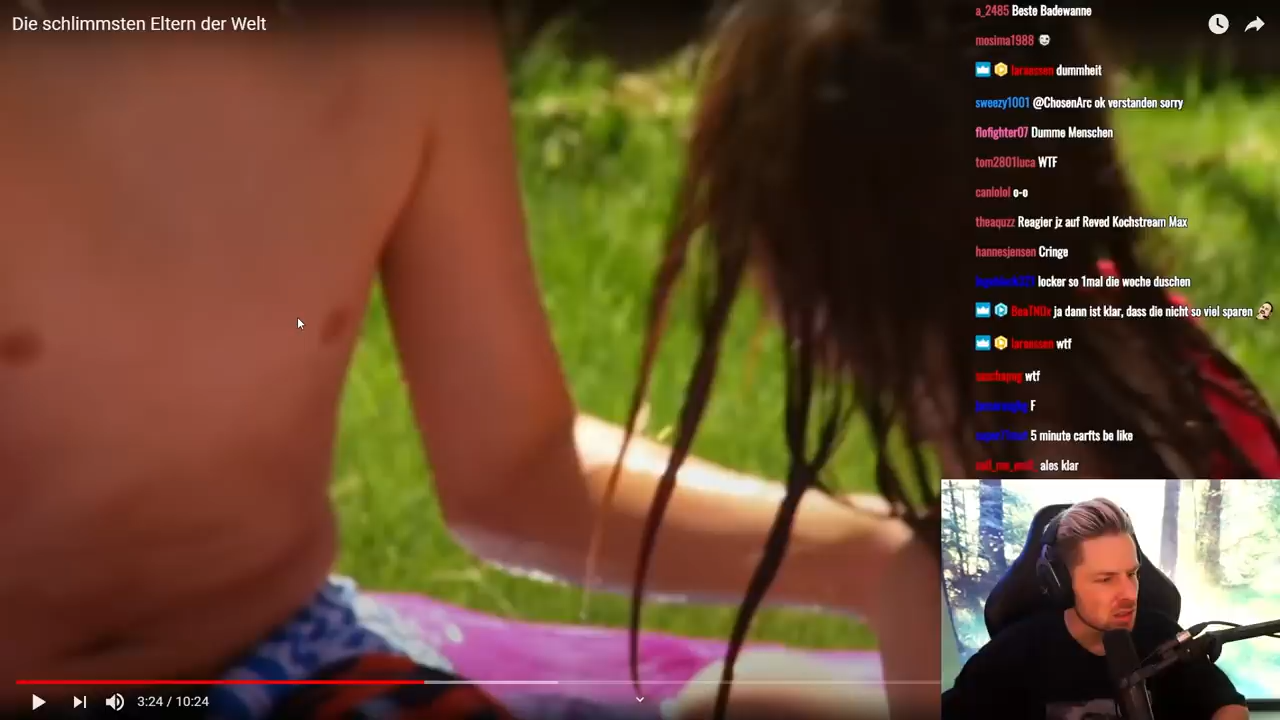 Die schlimmsten Eltern der Welt
a_2485 Beste Badewanne
mosima1988
laranssen dummheit
sweezy1001 @ChosenArc ok verstanden sorry
flofighter07 Dumme Menschen
tom2801luca WTF
canlolol o-o
theaquzz Reagier jz auf Reved Kochstream Max
hannesjensen Cringe
locker so 1mal die woche duschen
ja dann ist klar, dass die nicht so viel sparen
laranssen wtf
wtf
F
5 minute carfts be like
ales klar
3:24 / 10:24